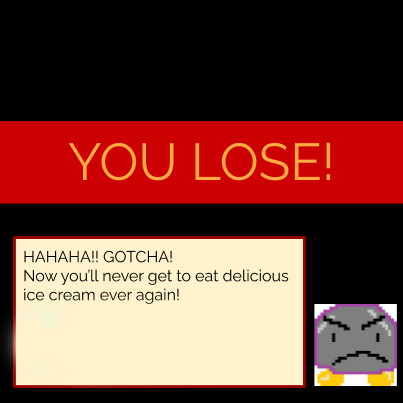 YOU LOSE!
HAHAHA!! GOTCHA!
Now you'll never get to eat delicious
ice cream ever again!